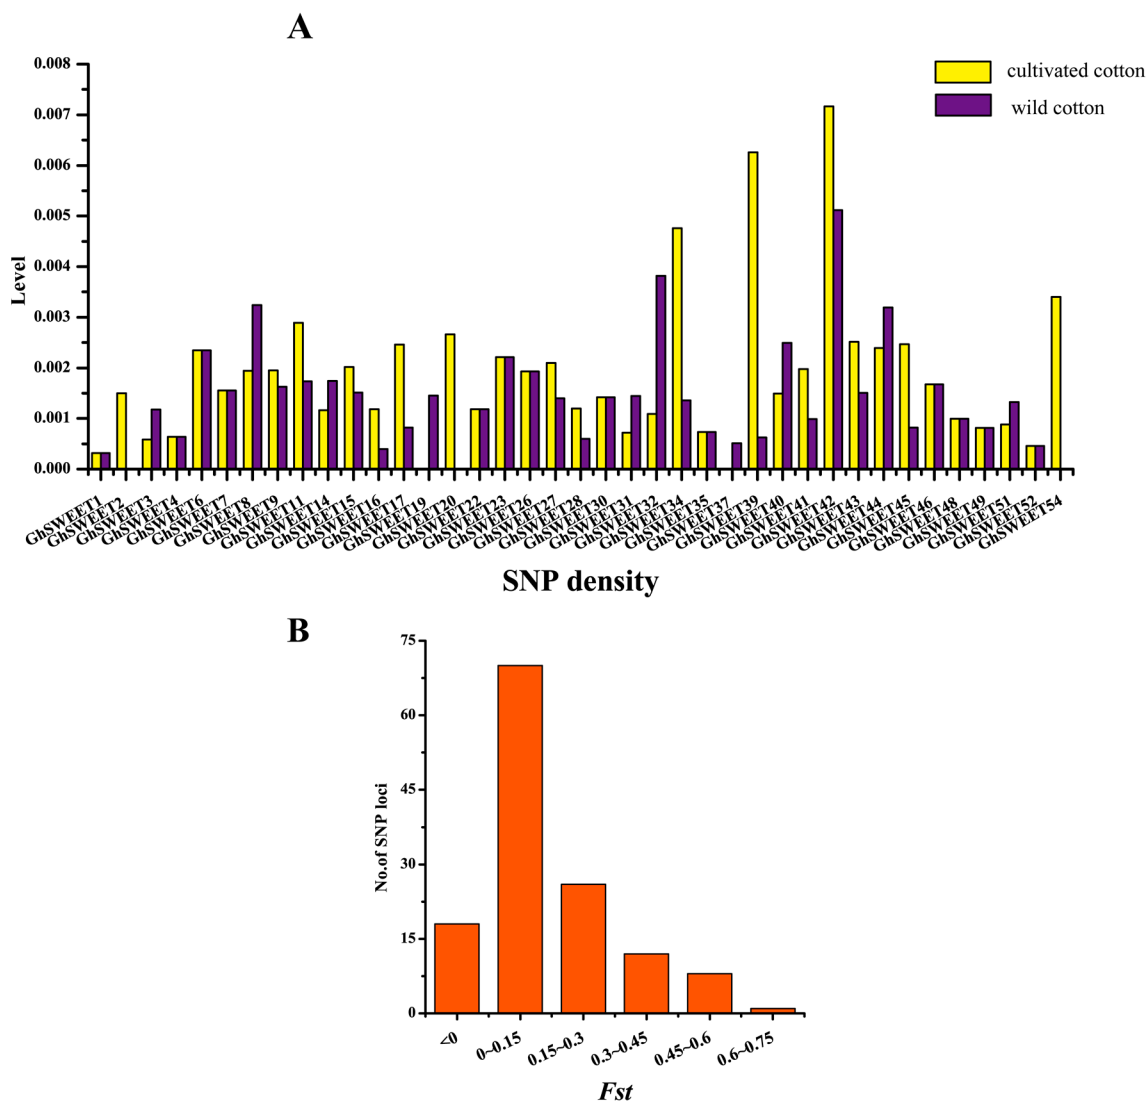 A
0.008
0.007
0.006
0.005
0.004
0.003
0.002
0.001
0.000
Level
cultivated cotton
wild cotton
GhSWEET1
GhSWEET2
GhSWEET3
GhSWEET4
GhSWEET6
GhSWEET7
GhSWEET8
GhSWEET9
GhSWEET11
GhSWEET14
GhSWEET15
GhSWEET16
GhSWEET17
GhSWEET19
GhSWEET20
GhSWEET22
GhSWEET23
GhSWEET26
GhSWEET27
GhSWEET28
GhSWEET30
GhSWEET31
GhSWEET32
GhSWEET34
GhSWEET35
GhSWEET37
GhSWEET39
GhSWEET40
GhSWEET41
GhSWEET42
GhSWEET43
GhSWEET44
GhSWEET45
GhSWEET46
GhSWEET48
GhSWEET49
GhSWEET51
GhSWEET52
GhSWEET54
SNP density
B
75
60
45
30
15
0
No.of SNP loci
<0
0~0.15
0.15~0.3
0.3~0.45
0.45~0.6
0.6~0.75
Fst